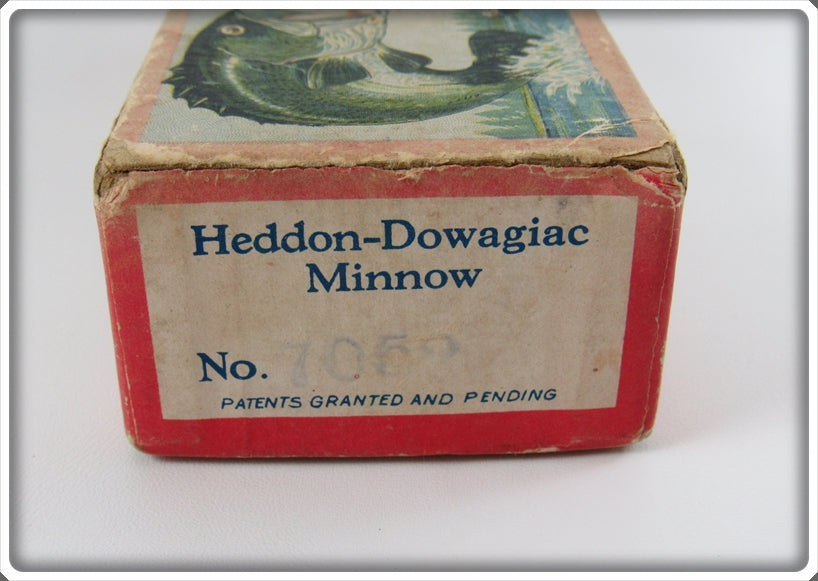 Heddon-Dowagiac
Minnow
No.
PATENTS GRANTED AND PENDING